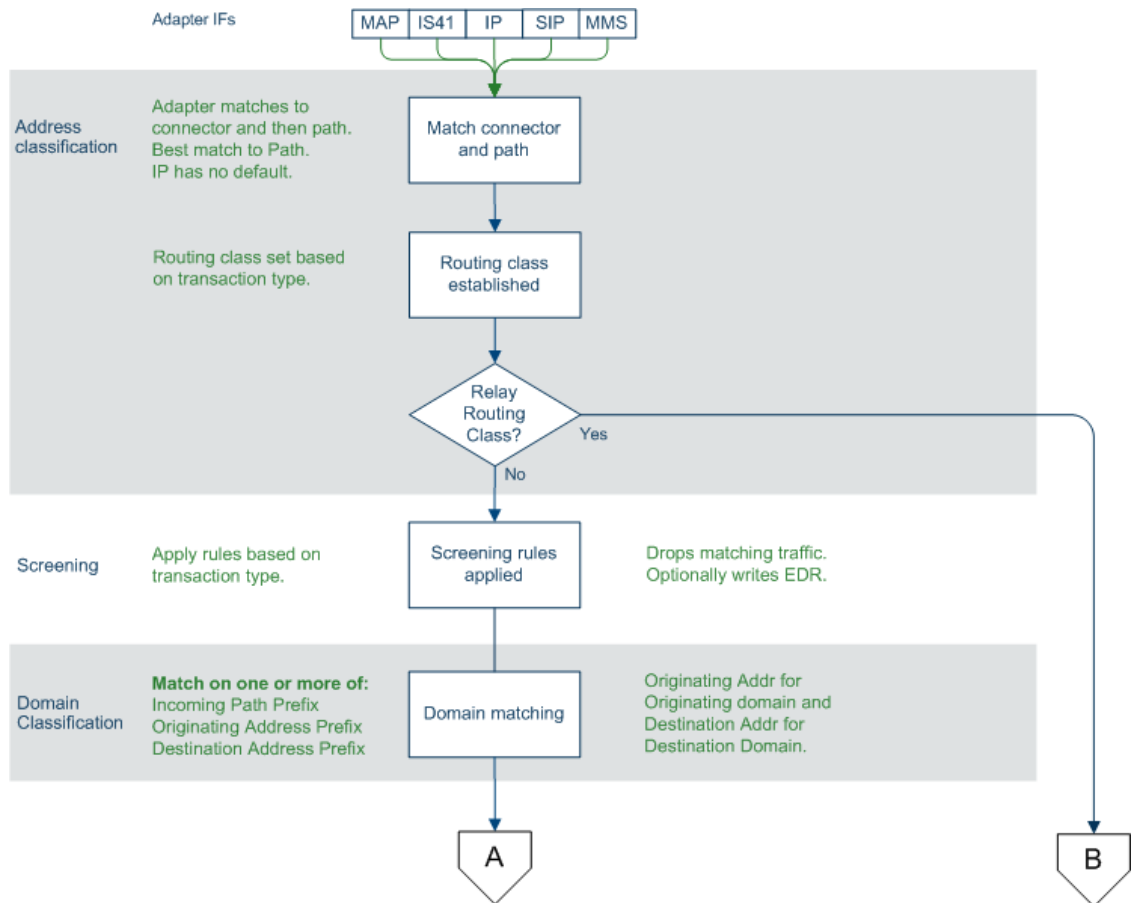 Adapter IFs
MAP IS41 IP SIP MMS
Address
classification
Adapter matches to
connector and then path.
Best match to Path.
IP has no default.
Match connector
and path
Routing class set based
on transaction type.
Routing class
established
Relay
Routing
Class?
Yes
No
Screening
Apply rules based on
transaction type.
Screening rules
applied
Drops matching traffic.
Optionally writes EDR.
Domain
Classification
Match on one or more of:
Incoming Path Prefix
Originating Address Prefix
Destination Address Prefix
Domain matching
Originating Addr for
Originating domain and
Destination Addr for
Destination Domain.
A
B